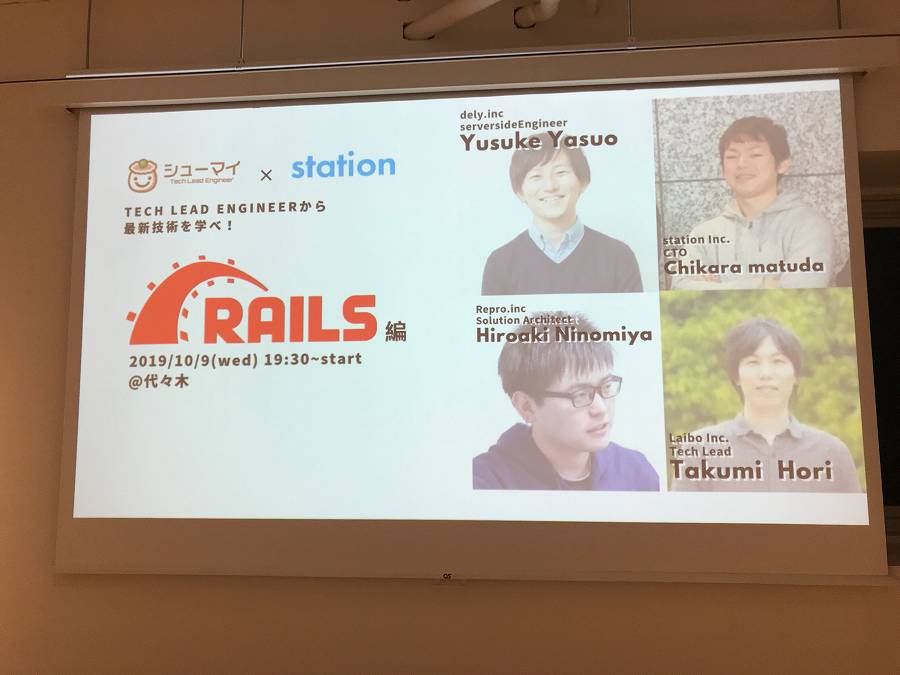 シューマイ
Tech Lead Engineer
×
station
TECH LEAD ENGINEERから
最新技術を学べ！
RAILS 編
2019/10/9(wed) 19:30~start
@代々木
dely.inc
serversideEngineer
Yusuke Yasuo
station Inc.
CTO
Chikara matuda
Repro.inc
Solution Architect
Hiroaki Ninomiya
Laibo Inc.
Tech Lead
Takumi Hori
OS